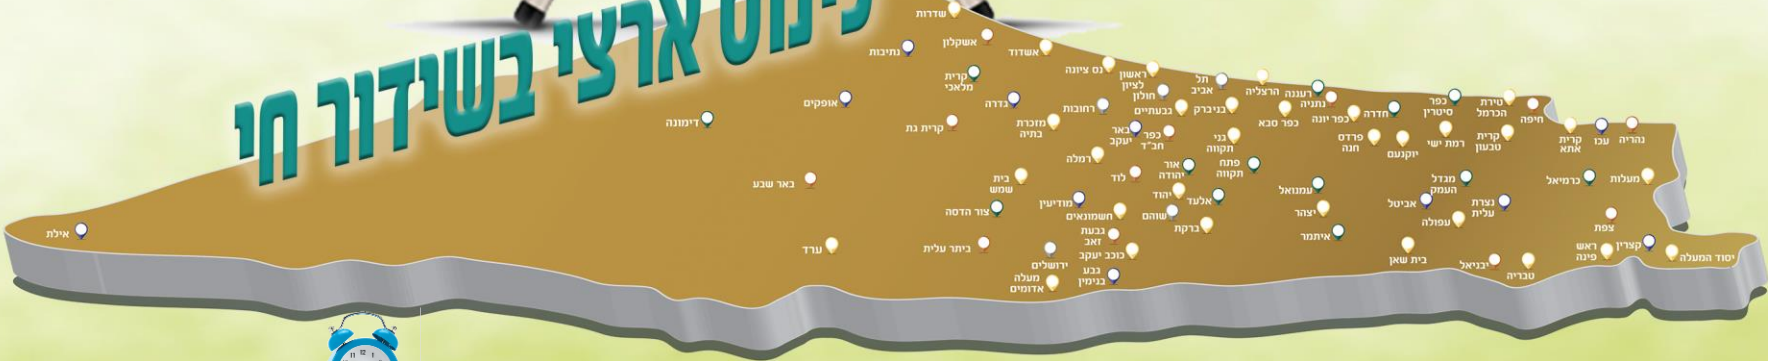 כינוס ארצי בשידור חי
שדרות
אשקלון
נתיבות
אשדוד
נס ציונה
ראשון
לציון
תל
אביב
הרצליה
רעננה
נתניה
חדרה
כפר
סיטרין
טירת
הכרמל
חיפה
קרית
אתא
עכו
נהריה
קרית
מלאכי
חולון
אופקים
גדרה
רחובות
גבעתיים
בניברק
כפר סבא
כפר יונה
דימונה
קרית גת
מזכרת
בתיה
באר
יעקב
כפר
חב"ד
גני
תקווה
פרדס
חנה
יוקנעם
רמת ישי
קרית
טבעון
רמלה
אור
יהודה
פתח
תקווה
באר שבע
בית
שמש
לוד
עמנואל
מגדל
העמק
כרמיאל
מעלות
צור הדסה
מודיעין
יהוד
אלעד
אביטל
נצרת
עלית
חשמונאים
שוהם
יצהר
עפולה
צפת
ברקת
אילת
איתמר
ערד
ביתר עלית
ירושלים
גבעת
זאב
כוכב יעקב
בית שאן
יבניאל
טבריה
ראש
פינה
קצרין
יסוד המעלה
מעלה
אדומים
גבע
בנימין